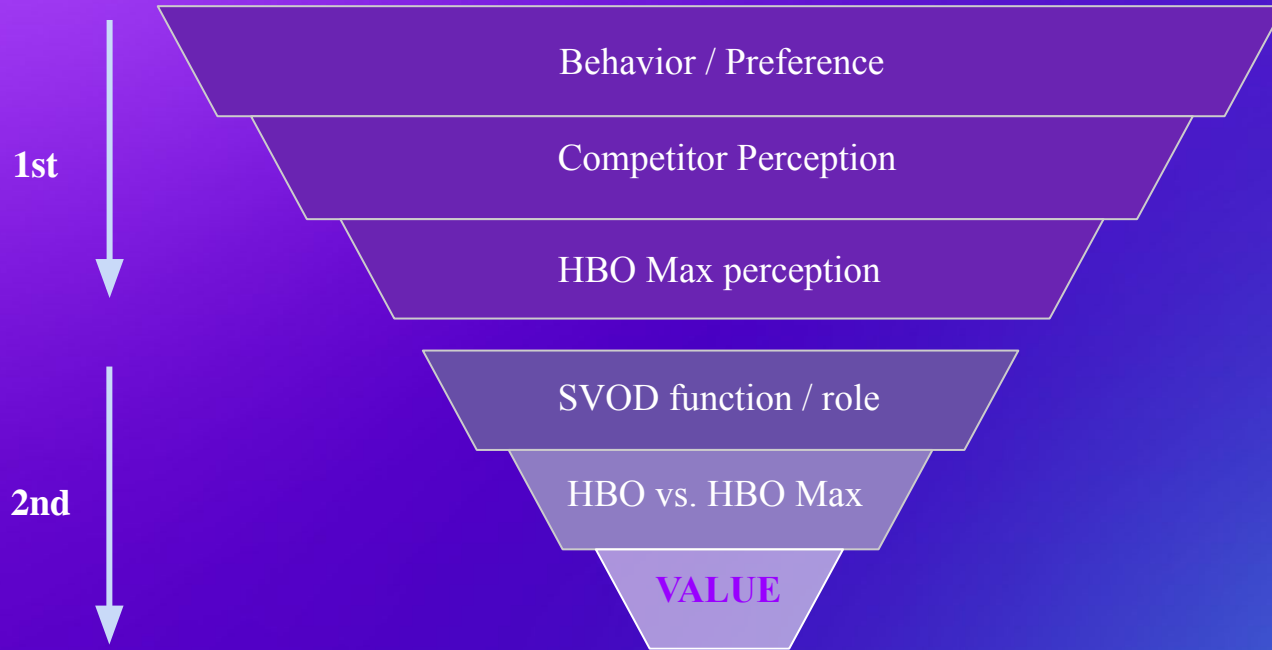 Behavior / Preference
1st
Competitor Perception
HBO Max perception
SVOD function / role
2nd
HBO vs. HBO Max
VALUE